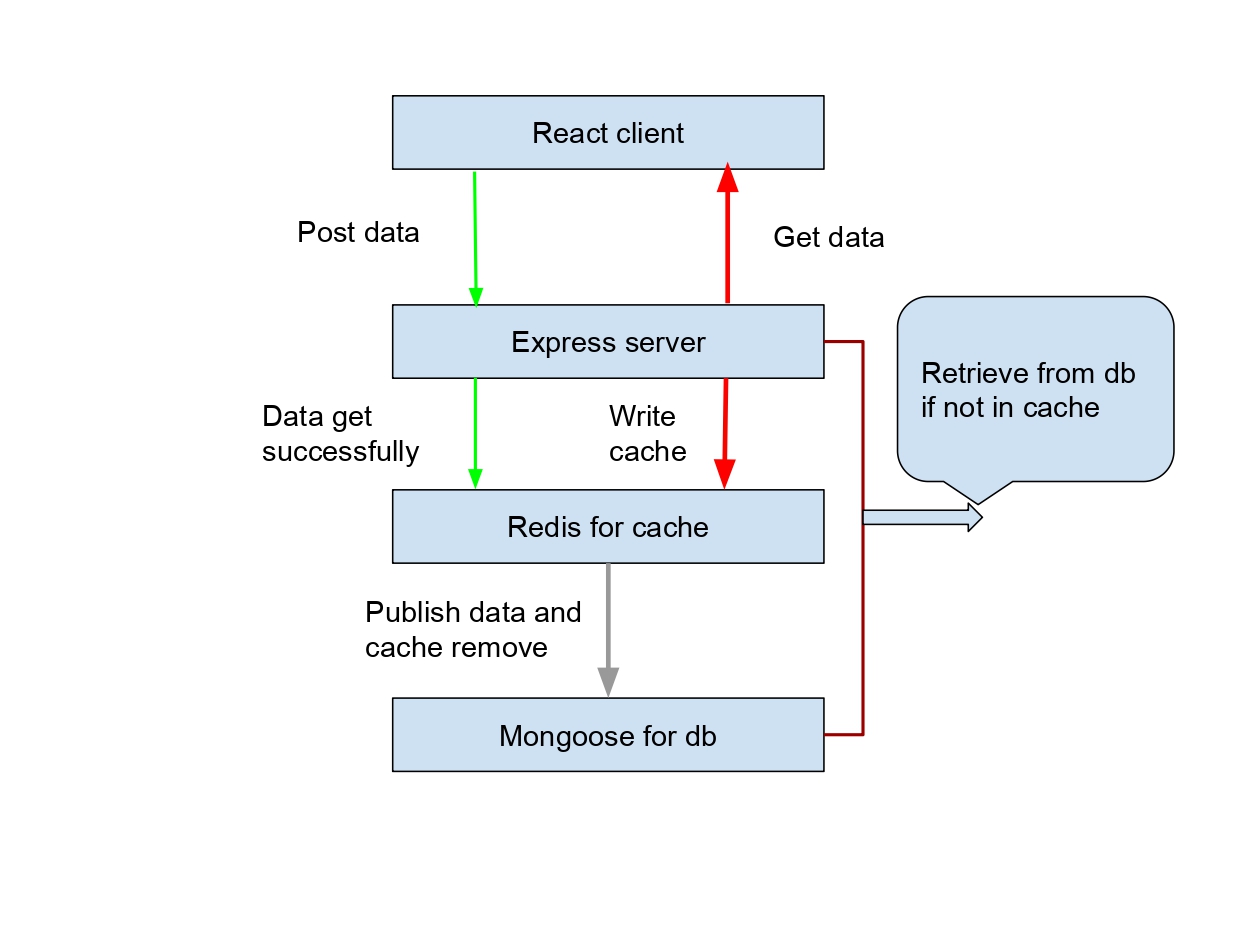 React client
Post data
Get data
Express server
Retrieve from db
if not in cache
Data get
successfully
Write
cache
Redis for cache
Publish data and
cache remove
Mongoose for db